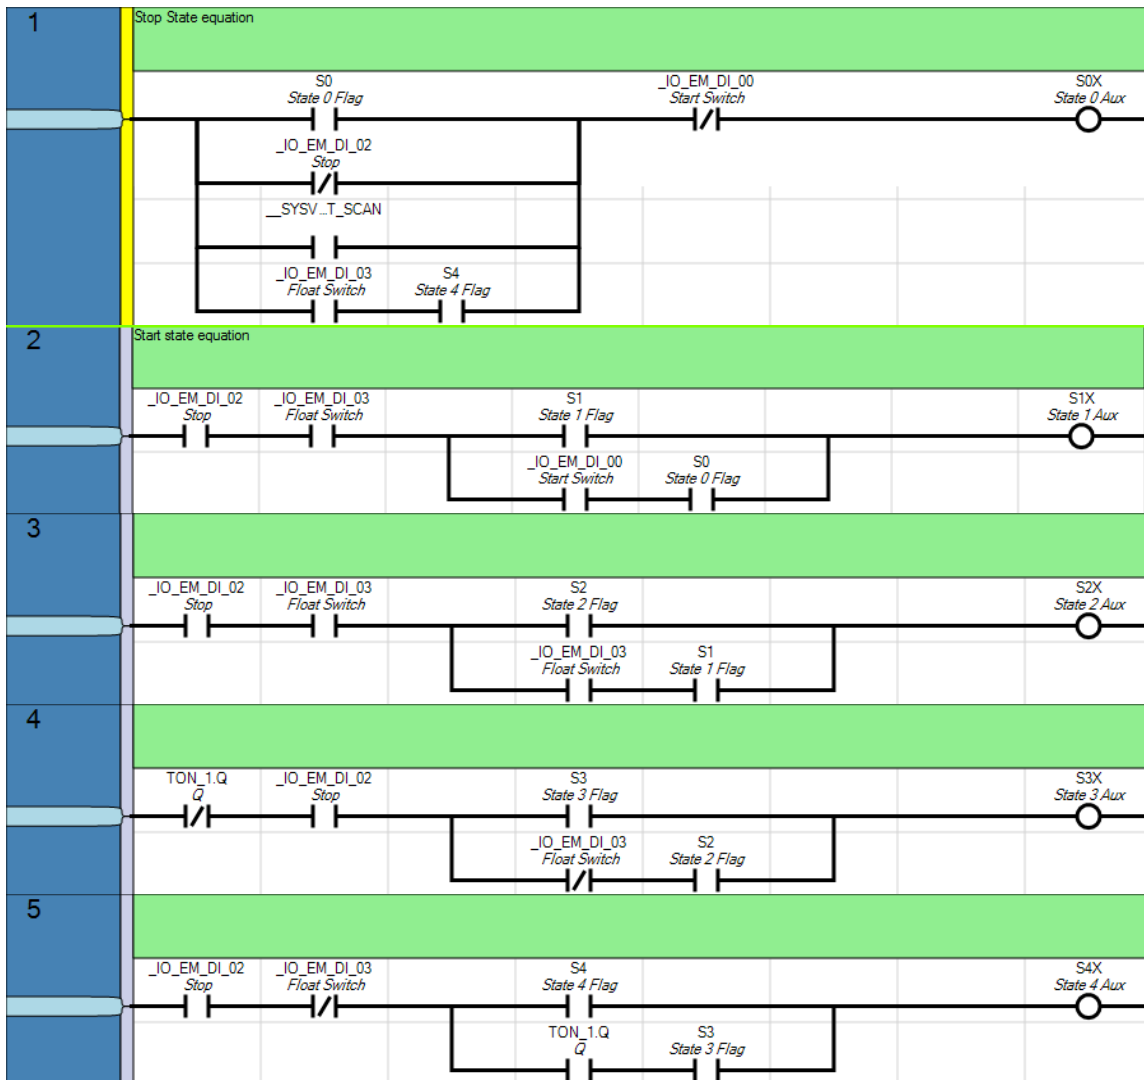 1
Stop State equation
S0
State 0 Flag
_IO_EM_DI_00
Start Switch
S0X
State 0 Aux
_IO_EM_DI_02
Stop
__SYSV...T_SCAN
_IO_EM_DI_03
Float Switch
S4
State 4 Flag
2
Start state equation
_IO_EM_DI_02
Stop
_IO_EM_DI_03
Float Switch
S1
State 1 Flag
S1X
State 1 Aux
_IO_EM_DI_00
Start Switch
S0
State 0 Flag
3
_IO_EM_DI_02
Stop
_IO_EM_DI_03
Float Switch
S2
State 2 Flag
S2X
State 2 Aux
_IO_EM_DI_03
Float Switch
S1
State 1 Flag
4
TON_1.Q
Q
_IO_EM_DI_02
Stop
S3
State 3 Flag
S3X
State 3 Aux
_IO_EM_DI_03
Float Switch
S2
State 2 Flag
5
_IO_EM_DI_02
Stop
_IO_EM_DI_03
Float Switch
S4
State 4 Flag
S4X
State 4 Aux
TON_1.Q
Q
S3
State 3 Flag